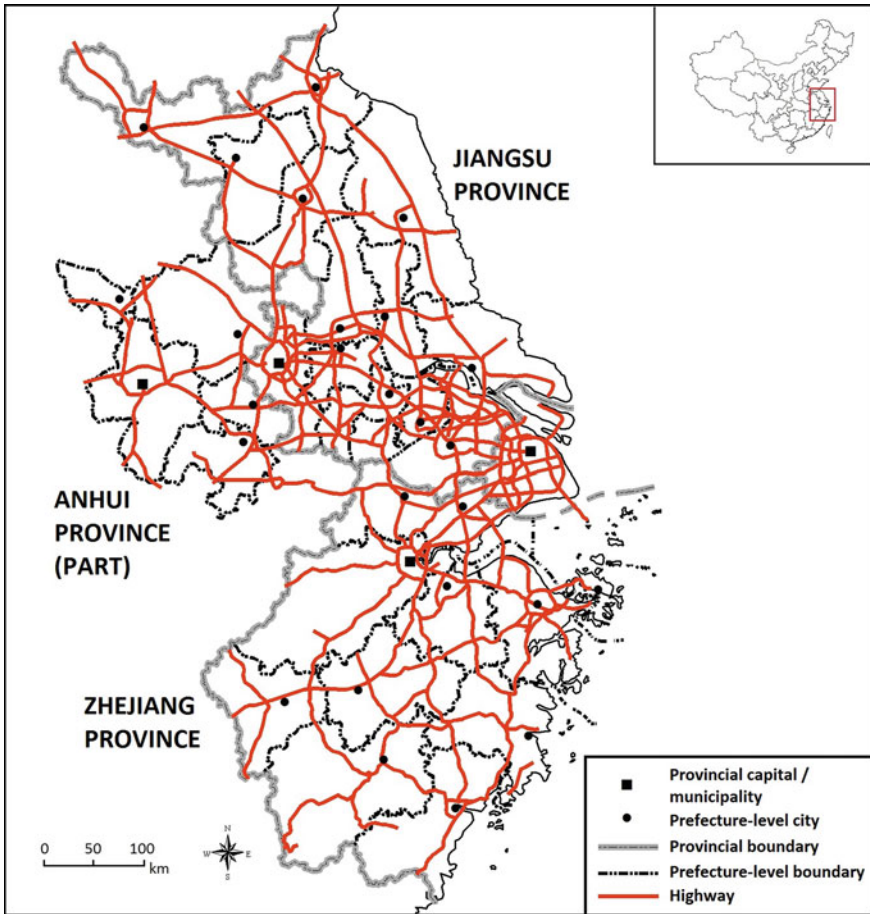 JIANGSU
PROVINCE
ANHUI
PROVINCE
(PART)
ZHEJIANG
PROVINCE
Provincial capital /
municipality
Prefecture-level city
Provincial boundary
Prefecture-level boundary
Highway
N
W E
S
0 50 100
km